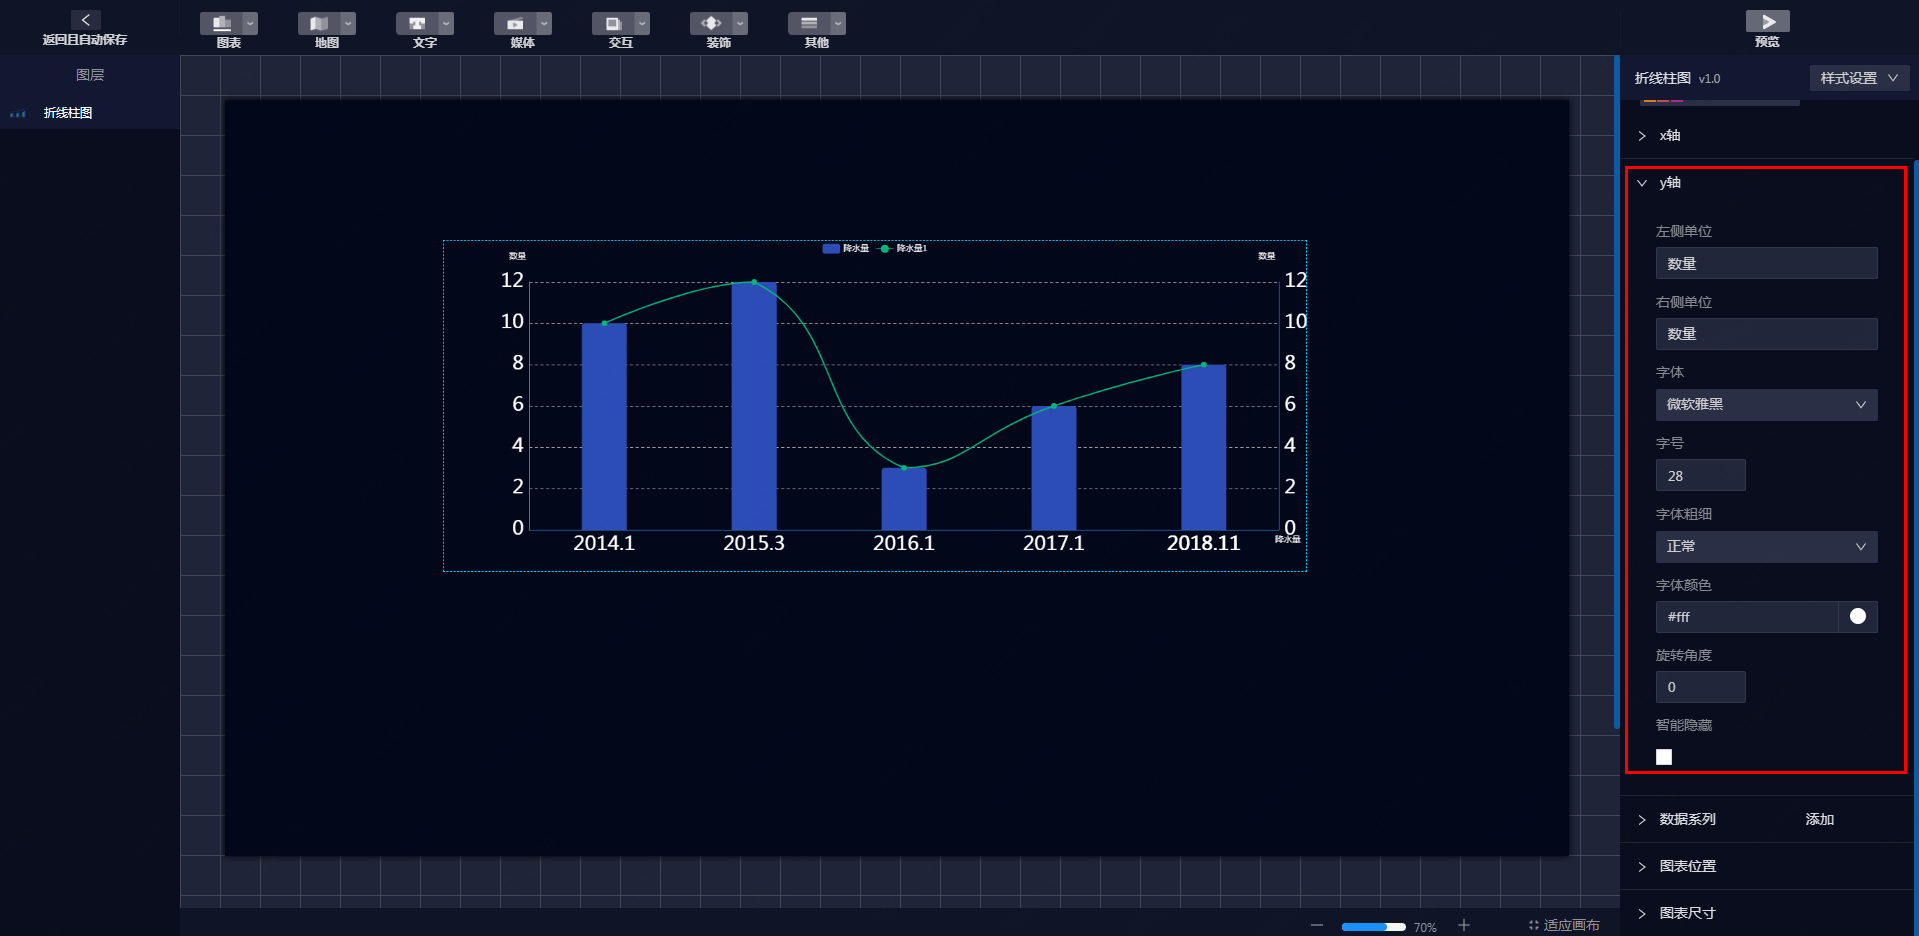 返回且自动保存
图表
地图
文字
媒体
交互
装饰
其他
预览
图层
折线柱图
折线柱图 v1.0
样式设置
x轴
y轴
左侧单位
数量
右侧单位
数量
字体
微软雅黑
字号
28
字体粗细
正常
字体颜色
#fff
旋转角度
0
智能隐藏
数据系列
添加
图表位置
图表尺寸
降水量
降水量1
数量
数量
12
10
8
6
4
2
0
12
10
8
6
4
2
0
2014.1
2015.3
2016.1
2017.1
2018.11
降水量
70%
适应画布